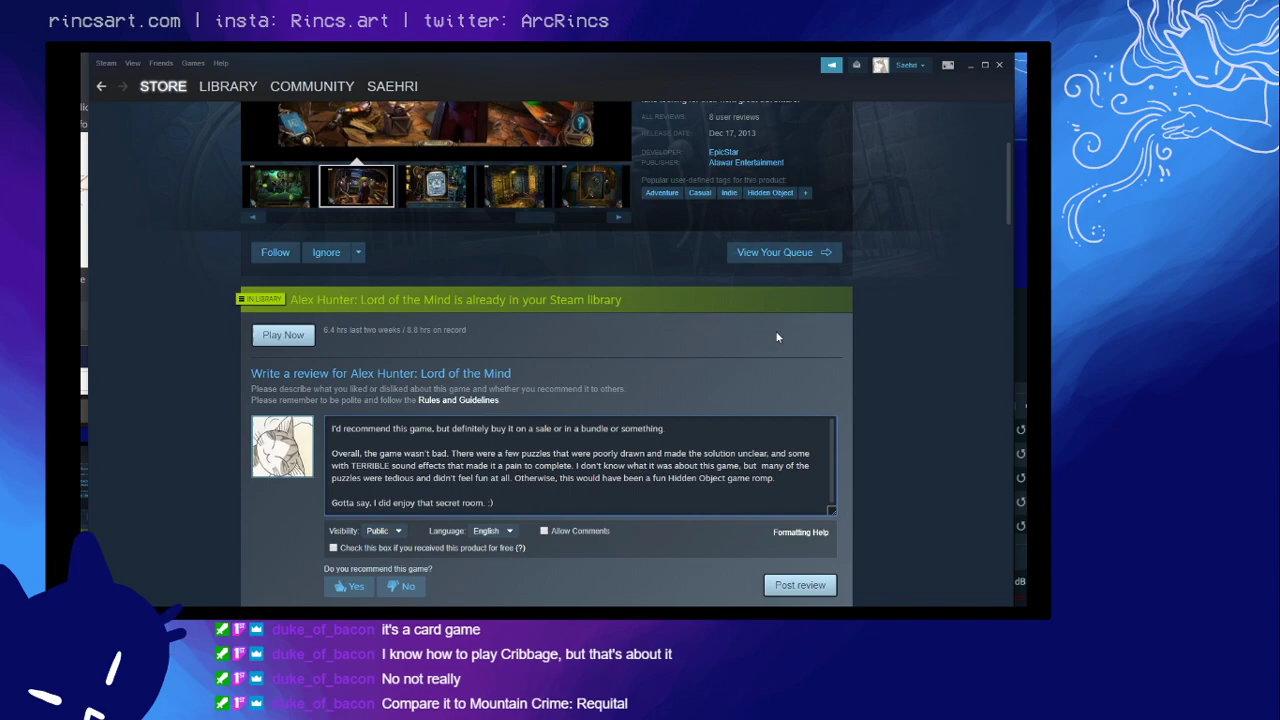 rincsart.com | insta: Rincs.art | twitter: ArcRincs
Steam View Friends Games Help
Saehri
STORE LIBRARY COMMUNITY SAEHRI
ALL REVIEWS: 8 user reviews
RELEASE DATE: Dec 17, 2013
DEVELOPER: EpicStar
PUBLISHER: Alawar Entertainment
Popular user-defined tags for this product:
Adventure Casual Indie Hidden Object +
Follow Ignore View Your Queue
IN LIBRARY Alex Hunter: Lord of the Mind is already in your Steam library
Play Now 6.4 hrs last two weeks / 8.8 hrs on record
Write a review for Alex Hunter: Lord of the Mind
Please describe what you liked or disliked about this game and whether you recommend it to others.
Please remember to be polite and follow the Rules and Guidelines
I'd recommend this game, but definitely buy it on a sale or in a bundle or something.
Overall, the game wasn't bad. There were a few puzzles that were poorly drawn and made the solution unclear, and some
with TERRIBLE sound effects that made it a pain to complete. I don't know what it was about this game, but many of the
puzzles were tedious and didn't feel fun at all. Otherwise, this would have been a fun Hidden Object game romp.
Gotta say, I did enjoy that secret room. :)
Visibility: Public Language: English Allow Comments Formatting Help
Check this box if you received this product for free (?)
Do you recommend this game?
Yes No Post review
dB
duke_of_bacon it's a card game
duke_of_bacon I know how to play Cribbage, but that's about it
duke_of_bacon No not really
duke_of_bacon Compare it to Mountain Crime: Requital